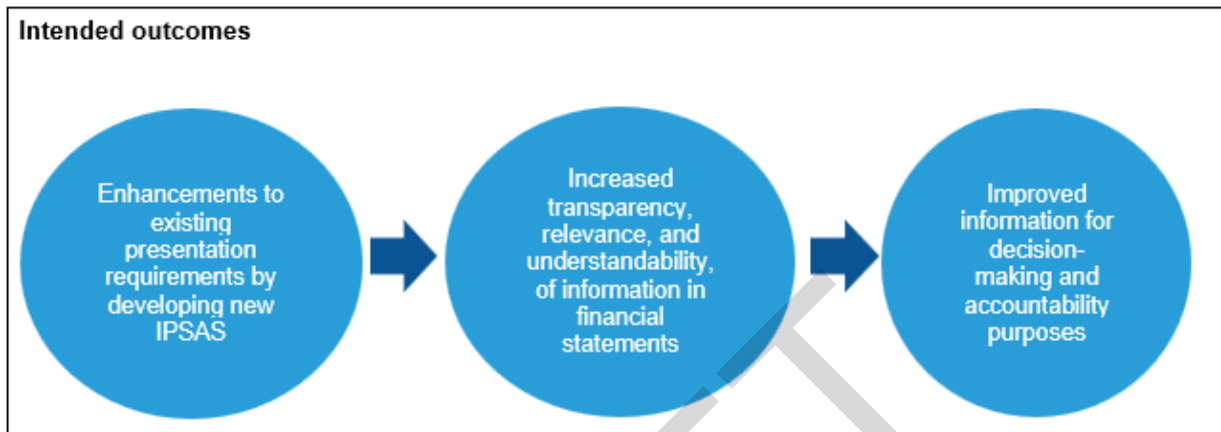 Intended outcomes
Enhancements to
existing
presentation
requirements by
developing new
IPSAS
Increased
transparency,
relevance, and
understandability,
of information in
financial
statements
Improved
information for
decision-
making and
accountability
purposes